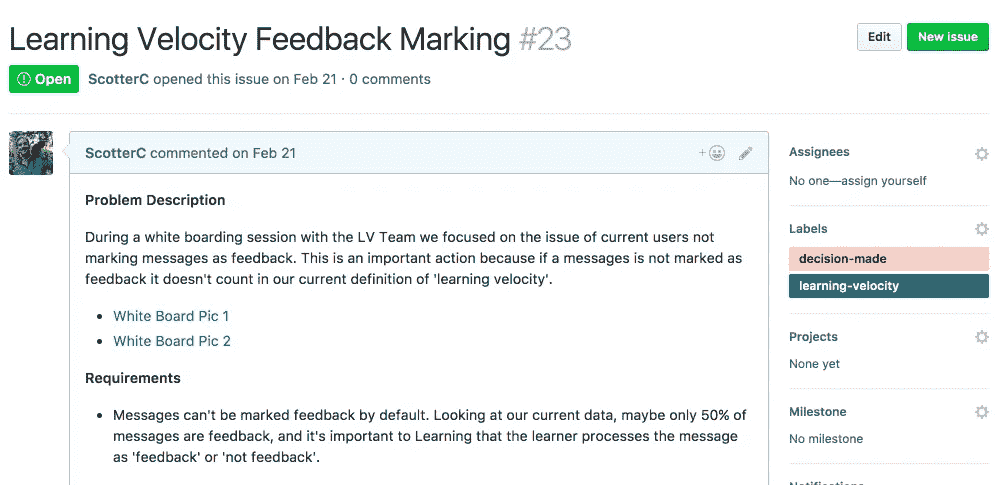 Learning Velocity Feedback Marking #23
Edit
New issue
Open ScotterC opened this issue on Feb 21 · 0 comments
ScotterC commented on Feb 21
Problem Description
During a white boarding session with the LV Team we focused on the issue of current users not
marking messages as feedback. This is an important action because if a messages is not marked as
feedback it doesn't count in our current definition of 'learning velocity'.
• White Board Pic 1
• White Board Pic 2
Requirements
• Messages can't be marked feedback by default. Looking at our current data, maybe only 50% of
messages are feedback, and it's important to Learning that the learner processes the message
as 'feedback' or 'not feedback'.
Assignees
No one—assign yourself
Labels
decision-made
learning-velocity
Projects
None yet
Milestone
No milestone